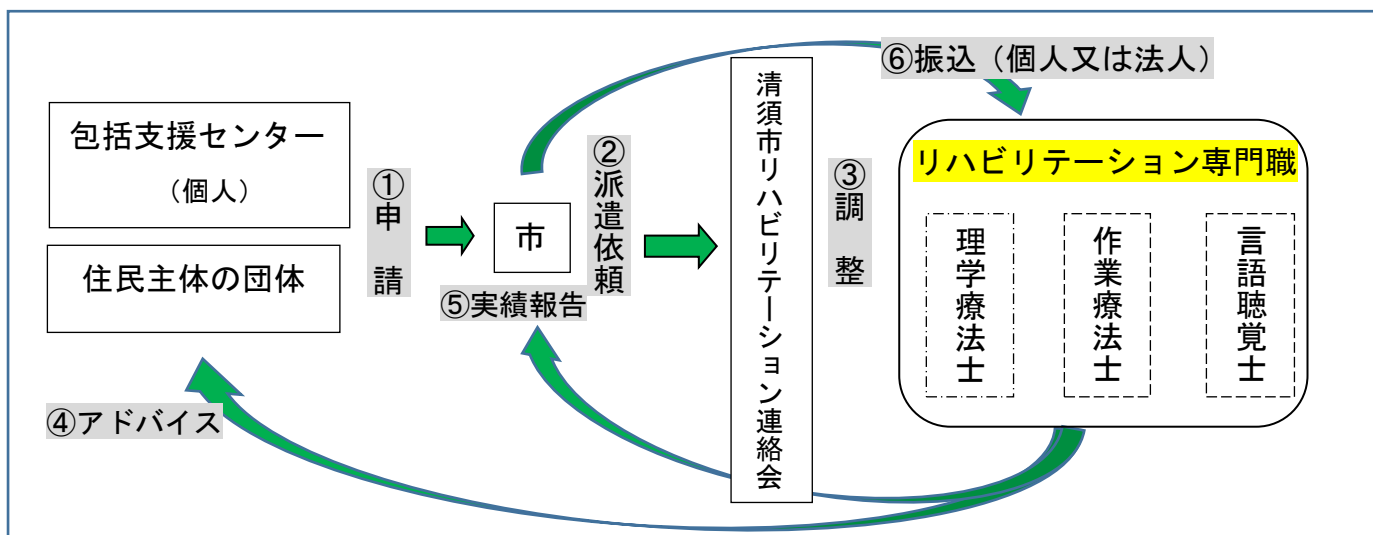 ⑥振込（個人又は法人）
包括支援センター
（個人）
住民主体の団体
①申　請
市
②派遣依頼
⑤実績報告
清須市リハビリテーション連絡会
③調　整
リハビリテーション専門職
理学療法士
作業療法士
言語聴覚士
④アドバイス